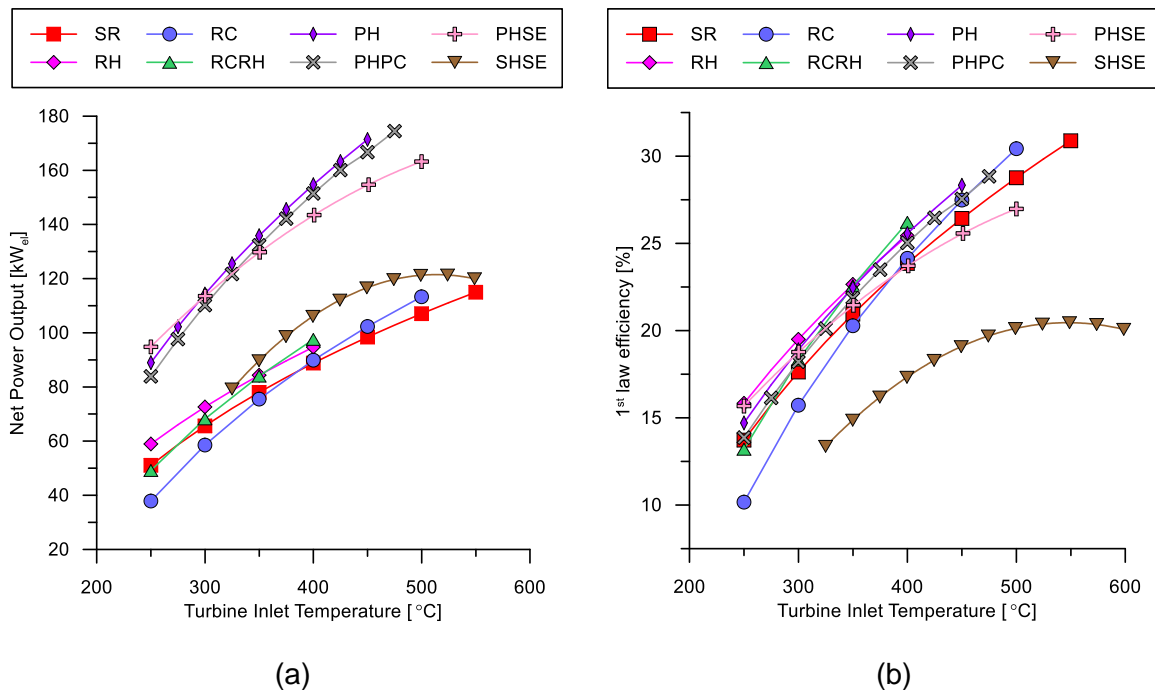 SR RC PH PHSE
RH RCRH PHPC SHSE
180
160
140
120
100
80
60
40
20
Net Power Output [kWel]
200 300 400 500 600
Turbine Inlet Temperature [°C]
(a)
SR RC PH PHSE
RH RCRH PHPC SHSE
30
25
20
15
10
1st law efficiency [%]
200 300 400 500 600
Turbine Inlet Temperature [°C]
(b)